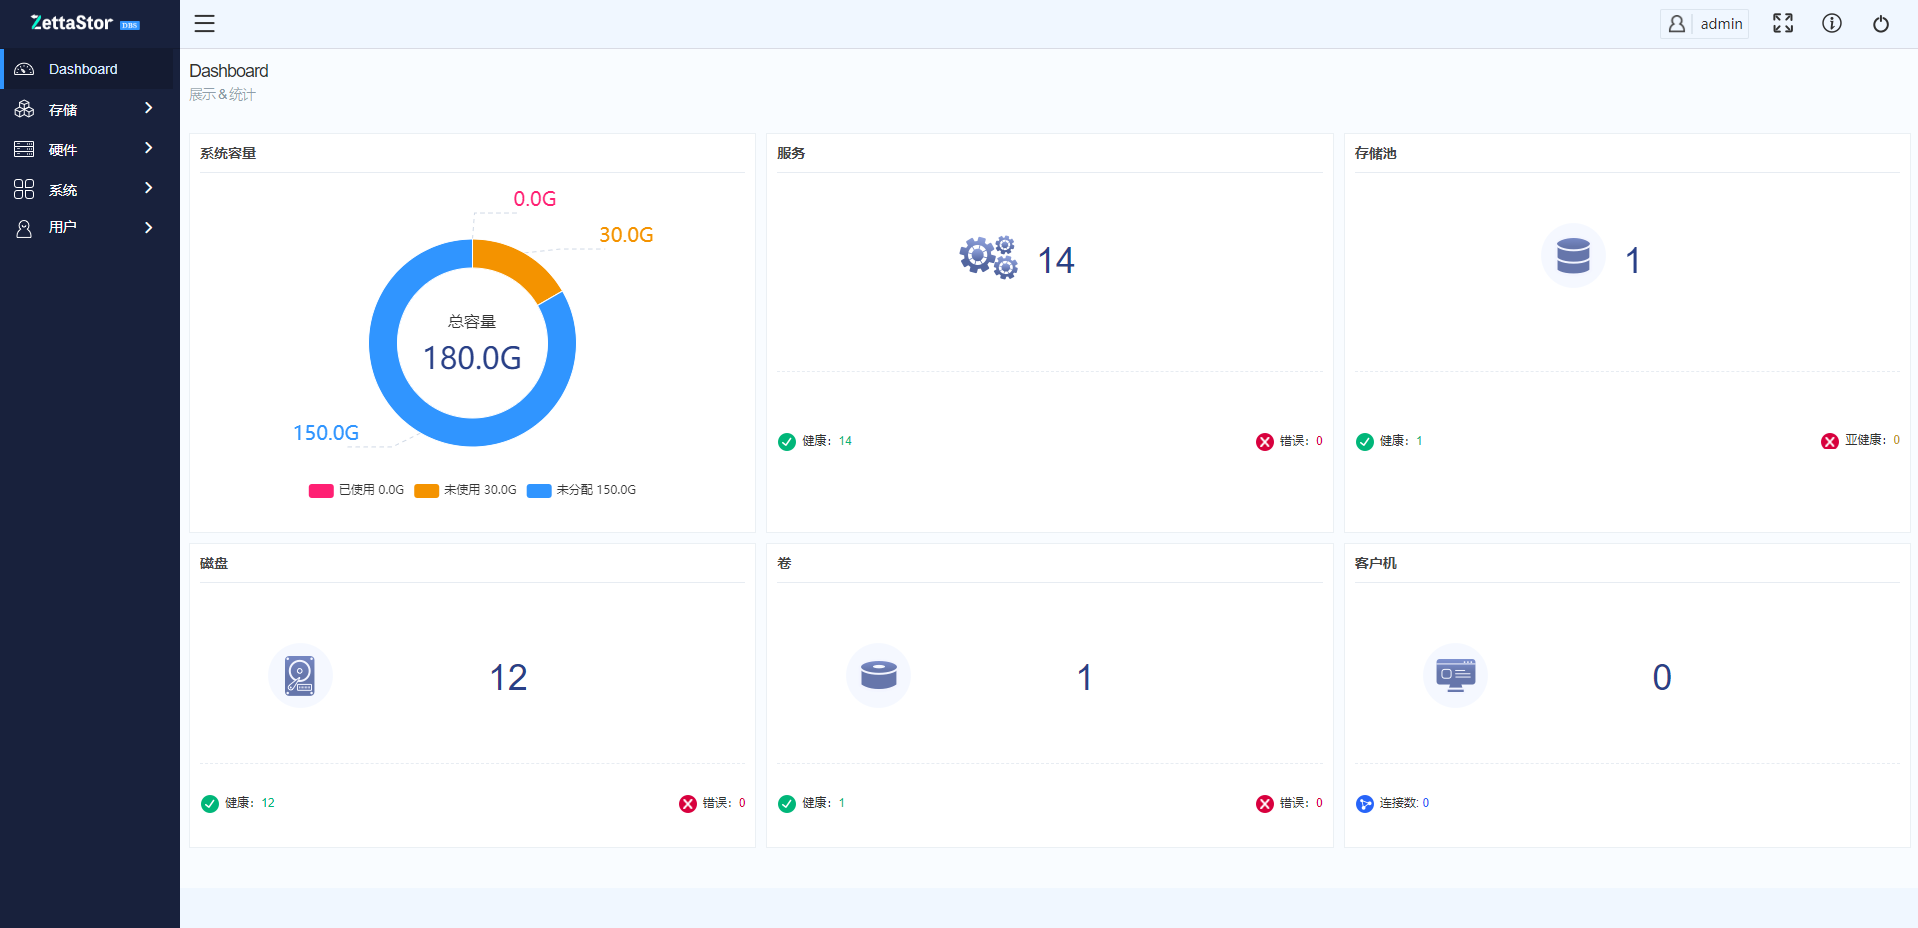 ZettaStor DBS
admin
Dashboard
存储
硬件
系统
用户
Dashboard
展示&统计
系统容量
0.0G
30.0G
总容量
180.0G
150.0G
已使用 0.0G 未使用 30.0G 未分配 150.0G
服务
14
健康：14 错误：0
存储池
1
健康：1 亚健康：0
磁盘
12
健康：12 错误：0
卷
1
健康：1 错误：0
客户机
0
连接数: 0